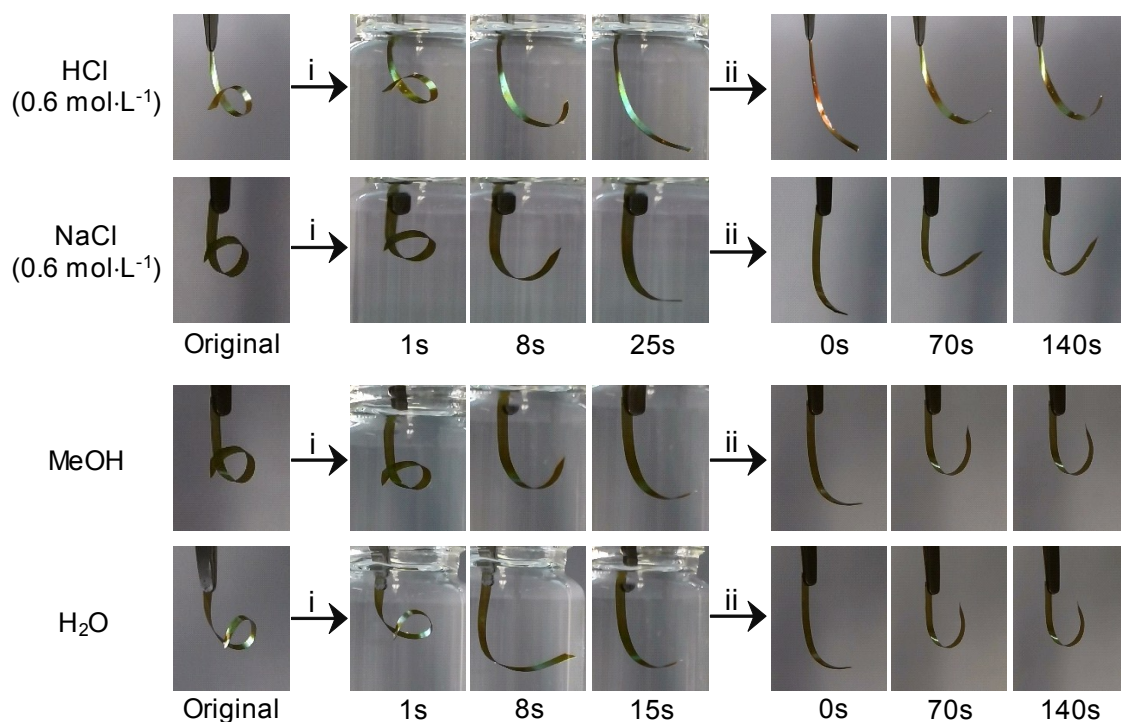 HCl
(0.6 mol·L⁻¹)
i
ii
NaCl
(0.6 mol·L⁻¹)
i
ii
Original
1s
8s
25s
0s
70s
140s
MeOH
i
ii
H₂O
i
ii
Original
1s
8s
15s
0s
70s
140s